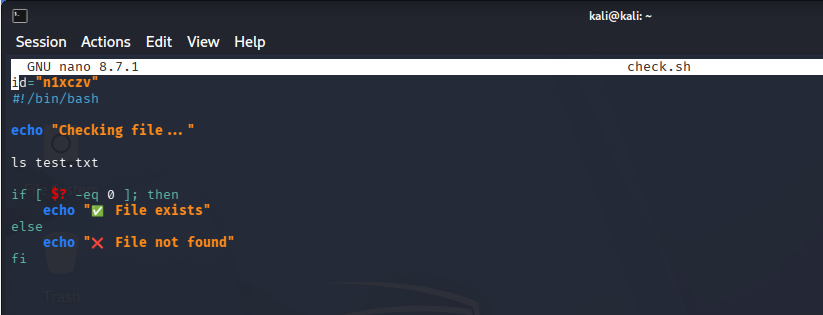 kali@kali: ~
Session Actions Edit View Help
GNU nano 8.7.1 check.sh
id="n1xczv"
#!/bin/bash
echo "Checking file..."
ls test.txt
if [ $? -eq 0 ]; then
echo "✅ File exists"
else
echo "❌ File not found"
fi
Trash